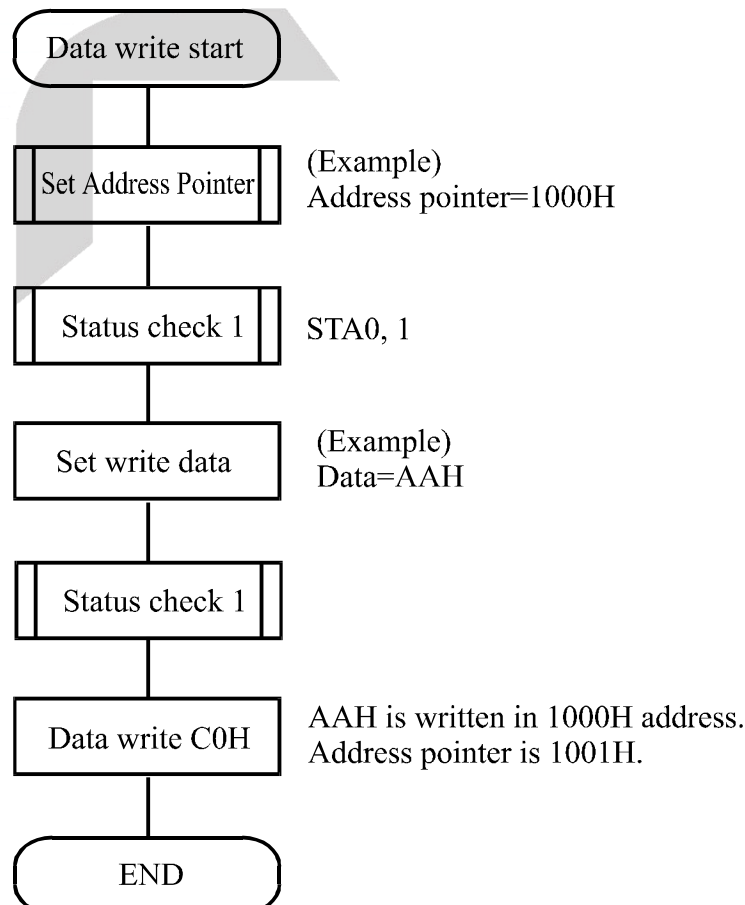 Data write start
Set Address Pointer
(Example)
Address pointer=1000H
Status check 1
STA0, 1
Set write data
(Example)
Data=AAH
Status check 1
Data write C0H
AAH is written in 1000H address.
Address pointer is 1001H.
END